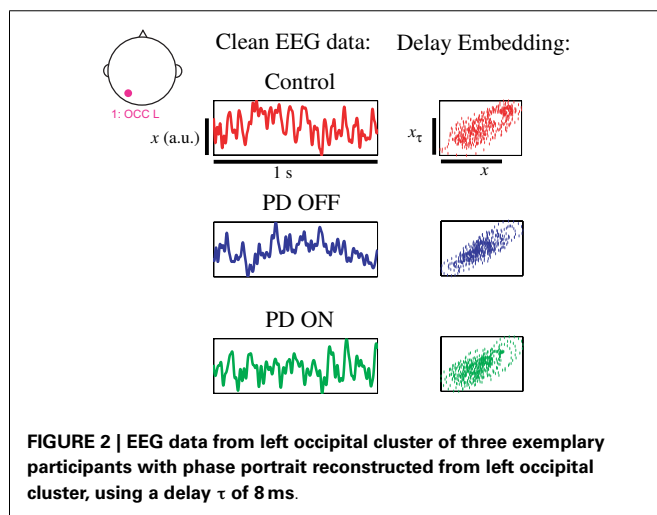 Clean EEG data: Delay Embedding:
Control
1: OCC L
x (a.u.)
1 s
xτ
x
PD OFF
PD ON
FIGURE 2 | EEG data from left occipital cluster of three exemplary
participants with phase portrait reconstructed from left occipital
cluster, using a delay τ of 8 ms.